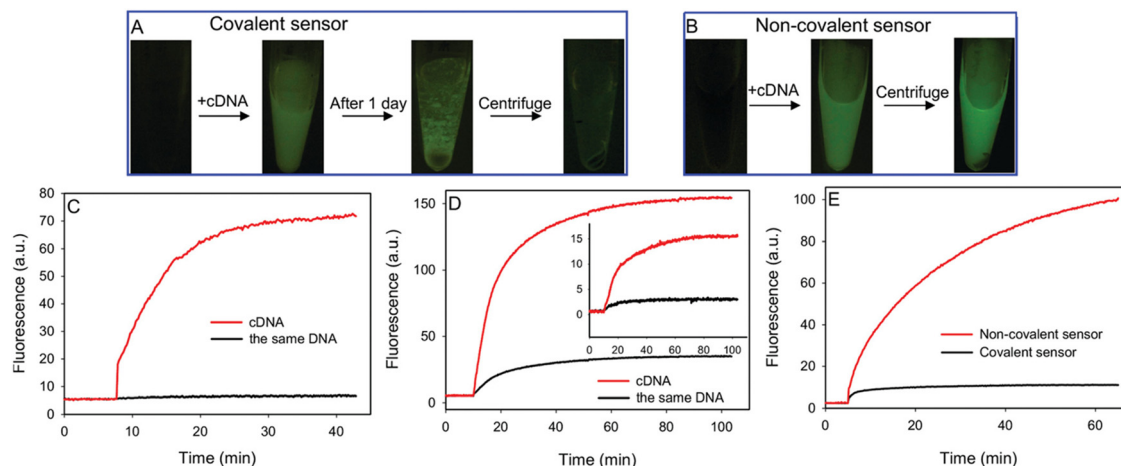 A Covalent sensor
+cDNA After 1 day Centrifuge
B Non-covalent sensor
+cDNA Centrifuge
C
Fluorescence (a.u.)
80
70
60
50
40
30
20
10
0
cDNA
the same DNA
0 10 20 30 40
Time (min)
D
Fluorescence (a.u.)
150
100
50
0
15
10
5
0
0 20 40 60 80 100
cDNA
the same DNA
0 20 40 60 80 100
Time (min)
E
Fluorescence (a.u.)
100
80
60
40
20
0
Non-covalent sensor
Covalent sensor
0 20 40 60
Time (min)